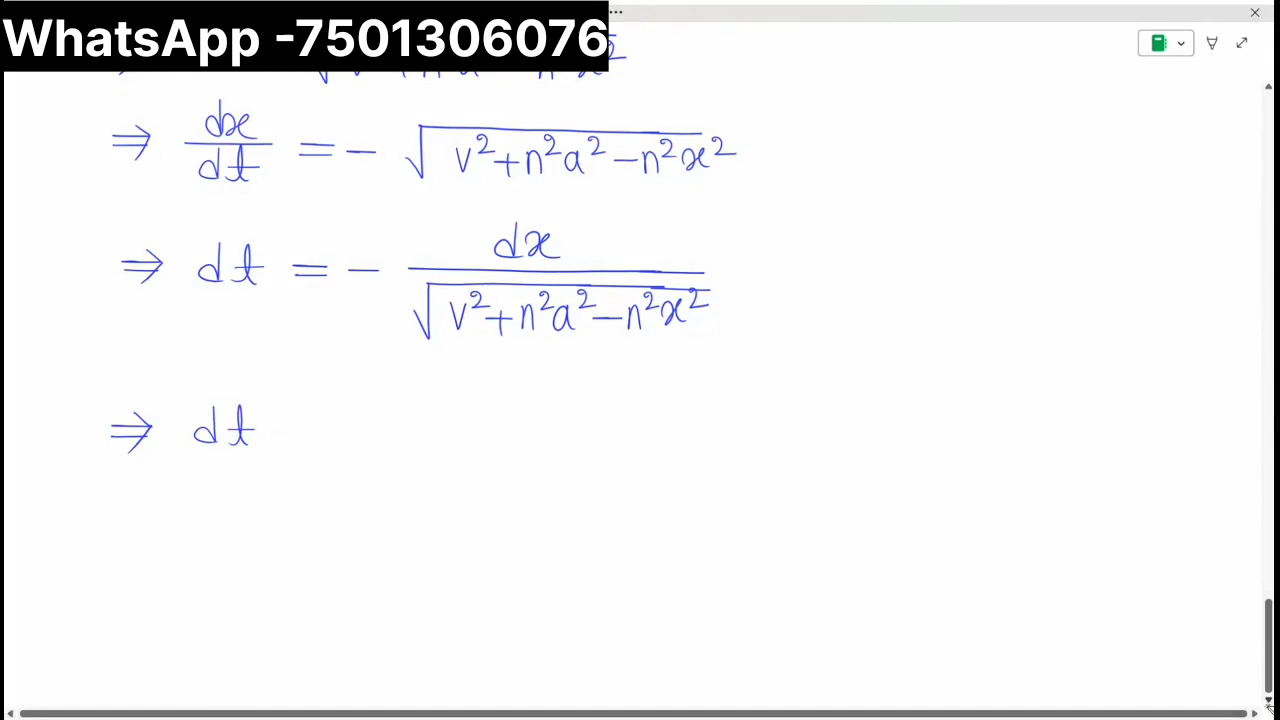 WhatsApp -7501306076
⇒ dx/dt = - √(v²+n²a²-n²x²)
⇒ dt = - dx/√(v²+n²a²-n²x²)
⇒ dt